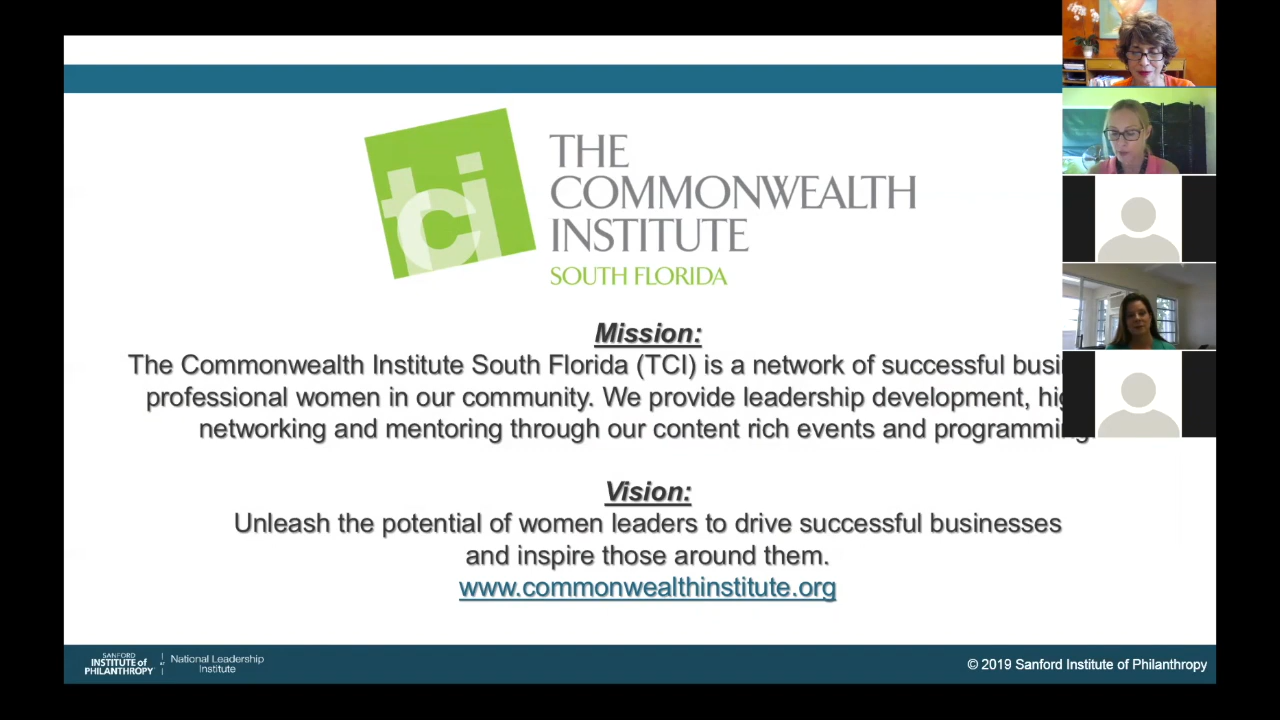 tci
THE
COMMONWEALTH
INSTITUTE
SOUTH FLORIDA
Mission:
The Commonwealth Institute South Florida (TCI) is a network of successful
professional women in our community. We provide leadership development,
networking and mentoring through our content rich events and programming
Vision:
Unleash the potential of women leaders to drive successful businesses
and inspire those around them.
www.commonwealthinstitute.org
SANFORD
INSTITUTE of
PHILANTHROPY
AT
National Leadership
Institute
© 2019 Sanford Institute of Philanthropy